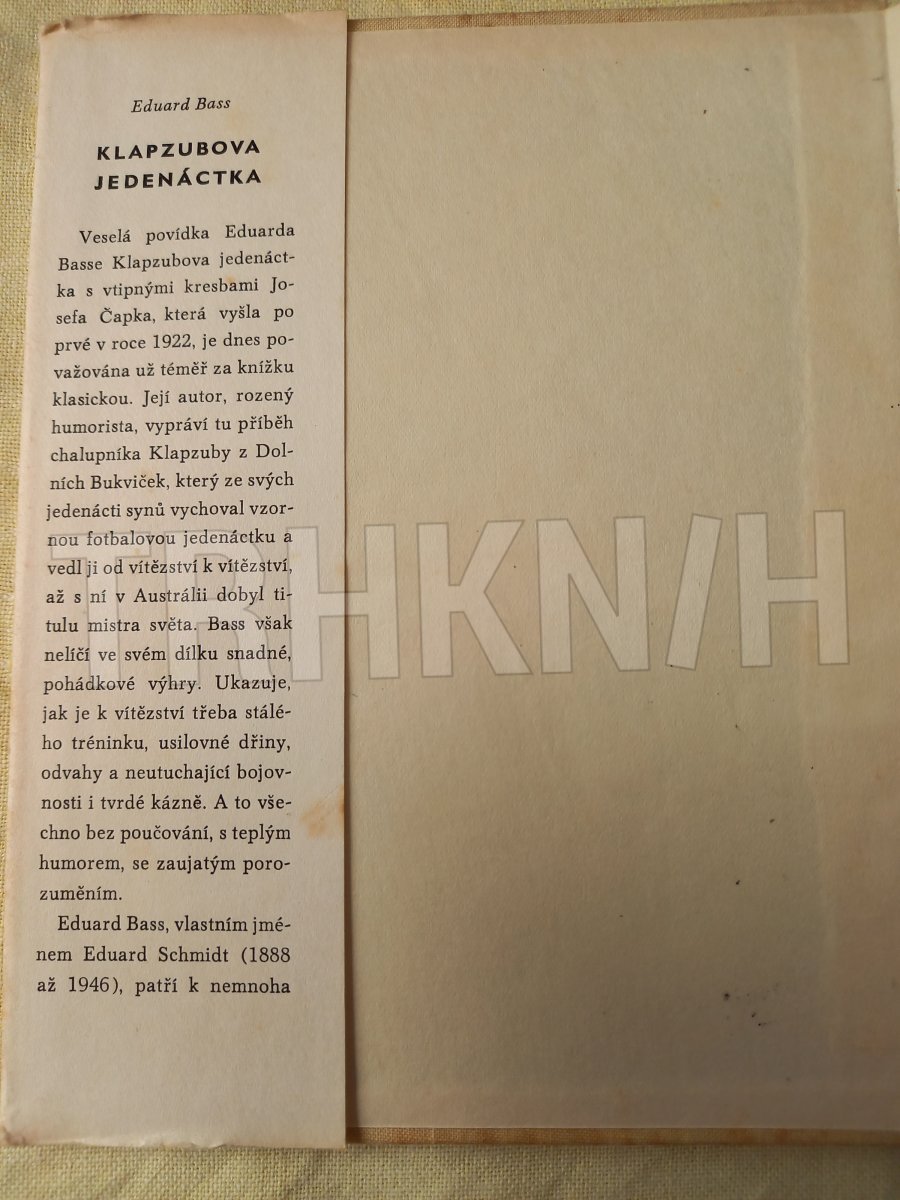 Eduard Bass
KLAPZUBOVA
JEDENÁCTKA
Veselá povídka Eduarda
Basse Klapzubova jedenáct-
ka s vtipnými kresbami Jo-
sefa Čapka, která vyšla po
prvé v roce 1922, je dnes po-
važována už téměř za knížku
klasickou. Její autor, rozený
humorista, vypráví tu příběh
chalupníka Klapzuby z Dol-
ních Bukviček, který ze svých
jedenácti synů vychoval vzor-
nou fotbalovou jedenáctku a
vedl ji od vítězství k vítězství,
až s ní v Austrálii dobyl ti-
tulu mistra světa. Bass však
nelíčí ve svém dílku snadné,
pohádkové výhry. Ukazuje,
jak je k vítězství třeba stálé-
ho tréninku, usilovné dřiny,
odvahy a neutuchající bojov-
nosti i tvrdé kázně. A to vše-
chno bez poučování, s teplým
humorem, se zaujatým poro-
zuměním.
Eduard Bass, vlastním jmé-
nem Eduard Schmidt (1888
až 1946), patří k nemnoha
TRHKN/H